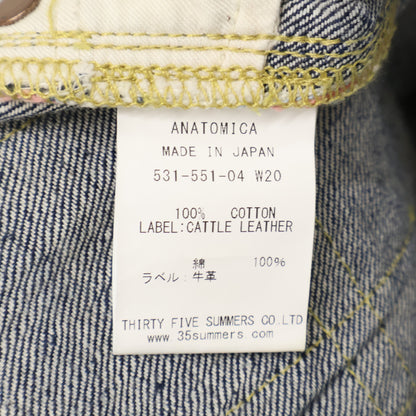 ANATOMICA
MADE IN JAPAN
531-551-04 W20
100% COTTON
LABEL:CATTLE LEATHER
綿 100%
ラベル:牛革
THIRTY FIVE SUMMERS CO.LTD
www.35summers.com